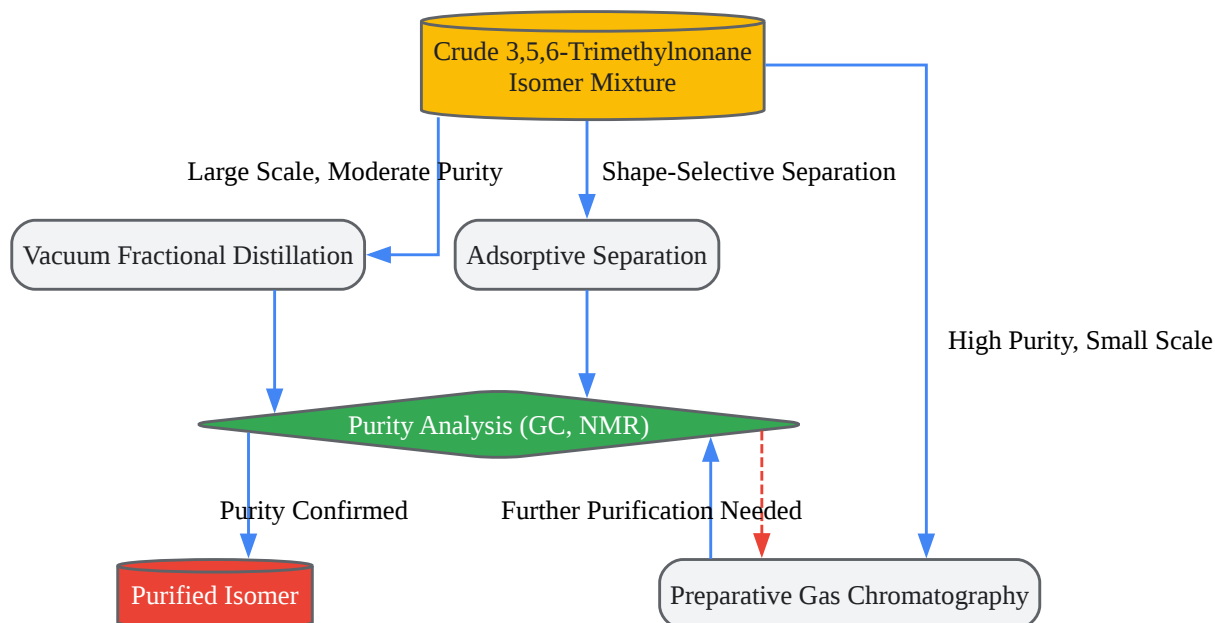 Crude 3,5,6-Trimethylnonane
Isomer Mixture
Large Scale, Moderate Purity
Shape-Selective Separation
Vacuum Fractional Distillation
Adsorptive Separation
High Purity, Small Scale
Purity Analysis (GC, NMR)
Purity Confirmed
Further Purification Needed
Purified Isomer
Preparative Gas Chromatography